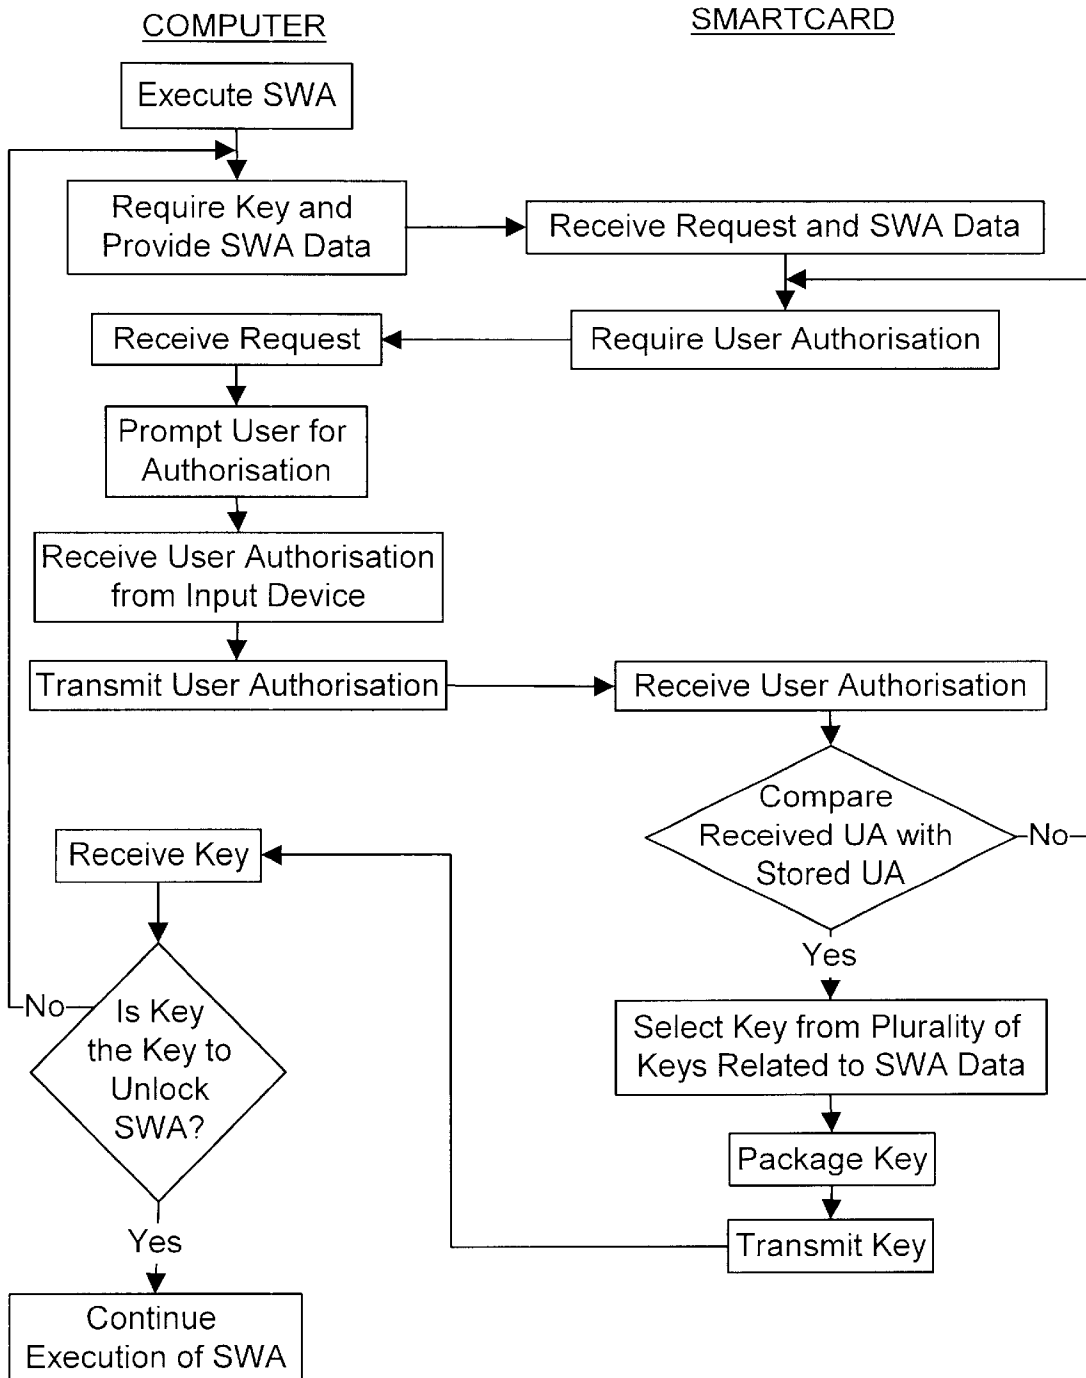 COMPUTER
SMARTCARD
Execute SWA
Require Key and
Provide SWA Data
Receive Request and SWA Data
Receive Request
Require User Authorisation
Prompt User for
Authorisation
Receive User Authorisation
from Input Device
Transmit User Authorisation
Receive User Authorisation
Compare
Received UA with
Stored UA
No
Yes
Receive Key
Select Key from Plurality of
Keys Related to SWA Data
Package Key
Transmit Key
Is Key
the Key to
Unlock
SWA?
No
Yes
Continue
Execution of SWA